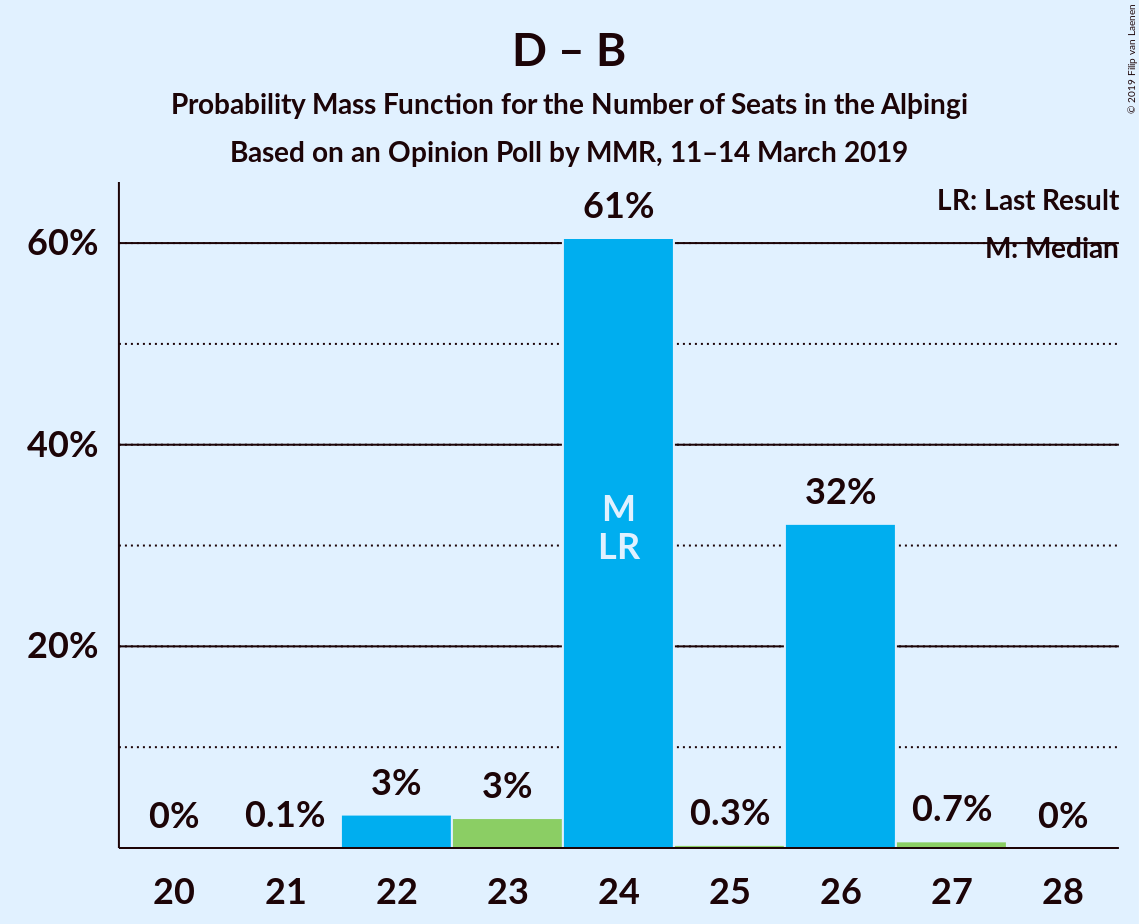 D – B
Probability Mass Function for the Number of Seats in the Alþingi
Based on an Opinion Poll by MMR, 11–14 March 2019
© 2019 Filip van Laenen
LR: Last Result
M: Median
60%
40%
20%
0%
0.1%
3%
3%
61%
M
LR
0.3%
32%
0.7%
0%
20 21 22 23 24 25 26 27 28